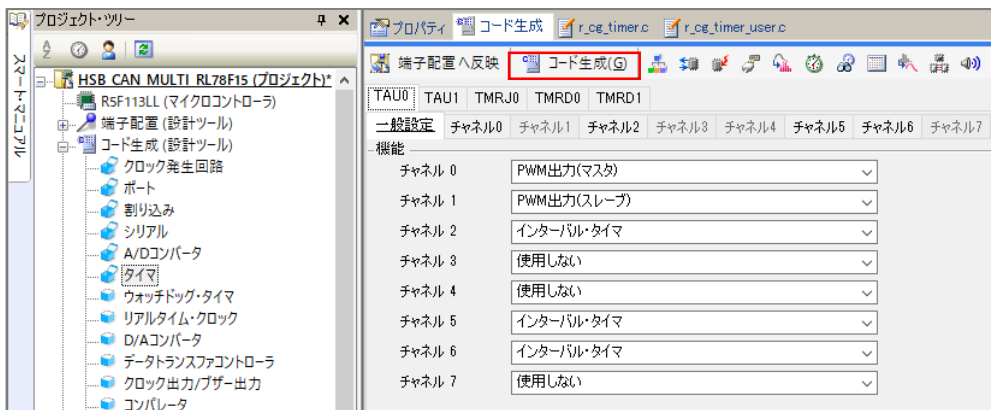 プロジェクト・ツリー
スマート・マニュアル
HSB CAN MULTI RL78F15 (プロジェクト)*
R5F113LL (マイクロコントローラ)
端子配置 (設計ツール)
コード生成 (設計ツール)
クロック発生回路
ポート
割り込み
シリアル
A/Dコンバータ
タイマ
ウォッチドッグ・タイマ
リアルタイム・クロック
D/Aコンバータ
データトランスファコントローラ
クロック出力/ブザー出力
コンパレータ
プロパティ コード生成 r_cg_timer.c r_cg_timer_user.c
端子配置へ反映 コード生成(G)
TAU0 TAU1 TMRJ0 TMRD0 TMRD1
一般設定 チャネル0 チャネル1 チャネル2 チャネル3 チャネル4 チャネル5 チャネル6 チャネル7
機能
チャネル 0 PWM出力(マスタ)
チャネル 1 PWM出力(スレーブ)
チャネル 2 インターバル・タイマ
チャネル 3 使用しない
チャネル 4 使用しない
チャネル 5 インターバル・タイマ
チャネル 6 インターバル・タイマ
チャネル 7 使用しない